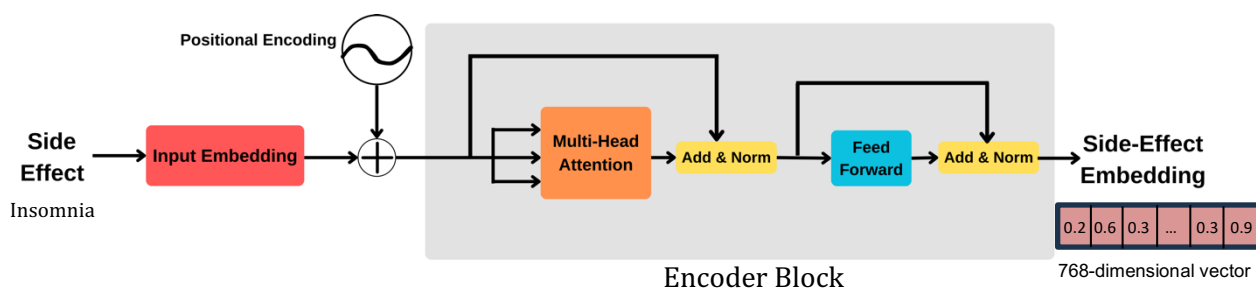 Positional Encoding
Side
Effect
Insomnia
Input Embedding
Multi-Head
Attention
Add & Norm
Feed
Forward
Add & Norm
Side-Effect
Embedding
0.2 0.6 0.3 ... 0.3 0.9
768-dimensional vector
Encoder Block